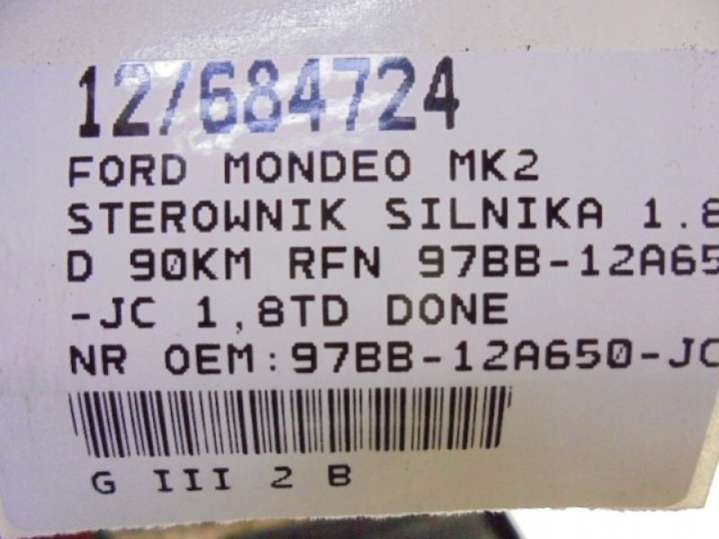 12/684724
FORD MONDEO MK2
STEROWNIK SILNIKA 1.8
D 90KM RFN 97BB-12A65
-JC 1,8TD DONE
NR OEM:97BB-12A650-JC
G III 2 B